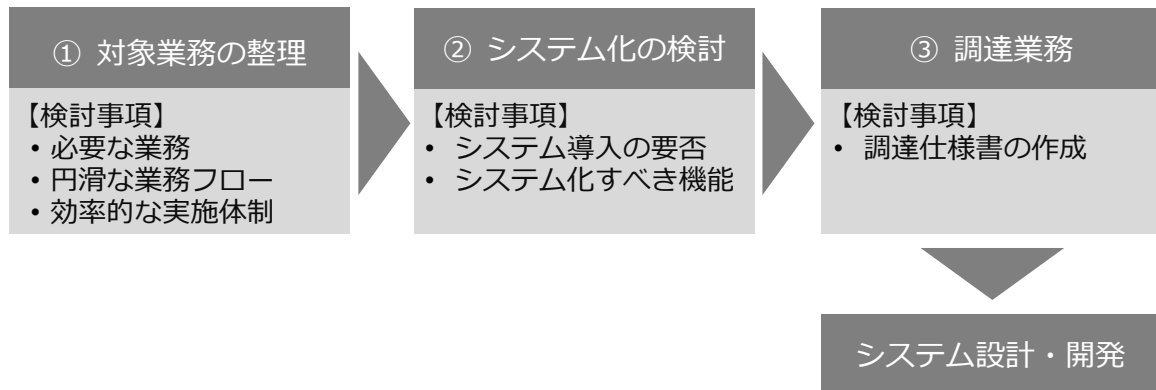 ① 対象業務の整理
【検討事項】
• 必要な業務
• 円滑な業務フロー
• 効率的な実施体制
② システム化の検討
【検討事項】
• システム導入の要否
• システム化すべき機能
③ 調達業務
【検討事項】
• 調達仕様書の作成
システム設計・開発